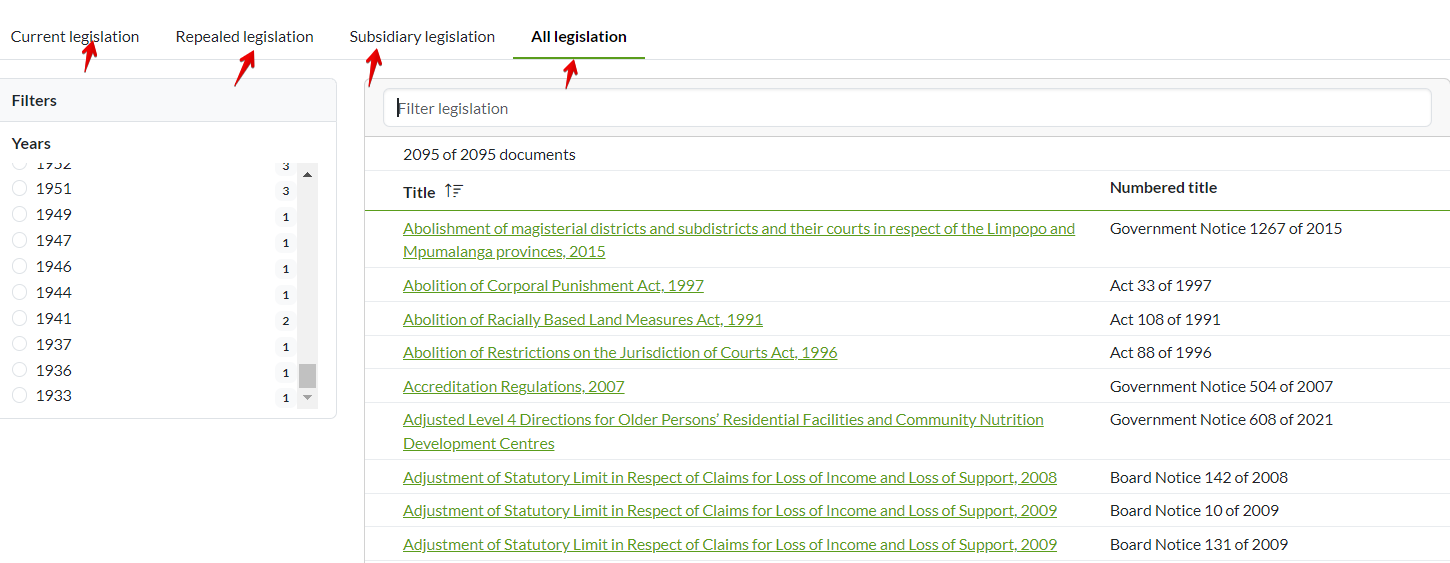 Current legislation Repealed legislation Subsidiary legislation All legislation
Filters
Years
1952 3
1951 3
1949 1
1947 1
1946 1
1944 1
1941 2
1937 1
1936 1
1933 1
Filter legislation
2095 of 2095 documents
Title Numbered title
Abolishment of magisterial districts and subdistricts and their courts in respect of the Limpopo and Government Notice 1267 of 2015
Mpumalanga provinces, 2015
Abolition of Corporal Punishment Act, 1997 Act 33 of 1997
Abolition of Racially Based Land Measures Act, 1991 Act 108 of 1991
Abolition of Restrictions on the Jurisdiction of Courts Act, 1996 Act 88 of 1996
Accreditation Regulations, 2007 Government Notice 504 of 2007
Adjusted Level 4 Directions for Older Persons’ Residential Facilities and Community Nutrition Government Notice 608 of 2021
Development Centres
Adjustment of Statutory Limit in Respect of Claims for Loss of Income and Loss of Support, 2008 Board Notice 142 of 2008
Adjustment of Statutory Limit in Respect of Claims for Loss of Income and Loss of Support, 2009 Board Notice 10 of 2009
Adjustment of Statutory Limit in Respect of Claims for Loss of Income and Loss of Support, 2009 Board Notice 131 of 2009